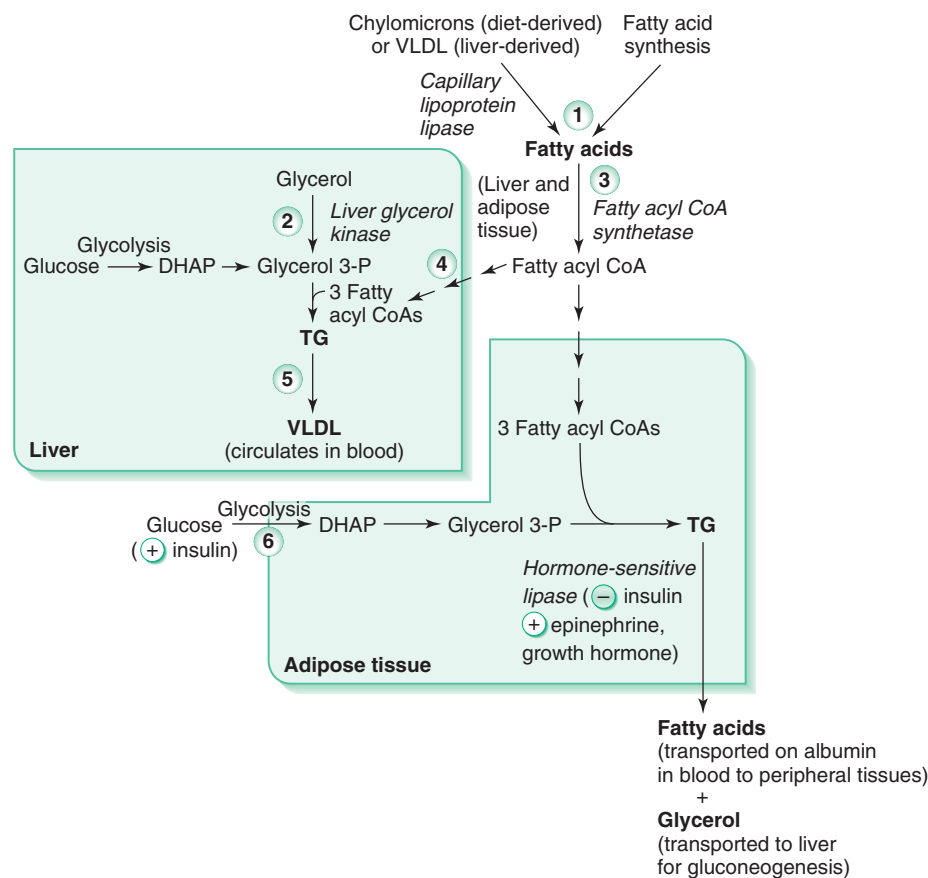 Chylomicrons (diet-derived)
or VLDL (liver-derived)
Fatty acid
synthesis
Capillary
lipoprotein
lipase
1
Fatty acids
(Liver and
adipose
tissue)
3
Fatty acyl CoA
synthetase
Fatty acyl CoA
4
Glycerol
2
Liver glycerol
kinase
Glycolysis
Glucose
DHAP
Glycerol 3-P
3 Fatty
acyl CoAs
TG
5
VLDL
(circulates in blood)
Liver
3 Fatty acyl CoAs
Glycolysis
Glucose
(+ insulin)
6
DHAP
Glycerol 3-P
TG
Hormone-sensitive
lipase (− insulin
+ epinephrine,
growth hormone)
Adipose tissue
Fatty acids
(transported on albumin
in blood to peripheral tissues)
+
Glycerol
(transported to liver
for gluconeogenesis)